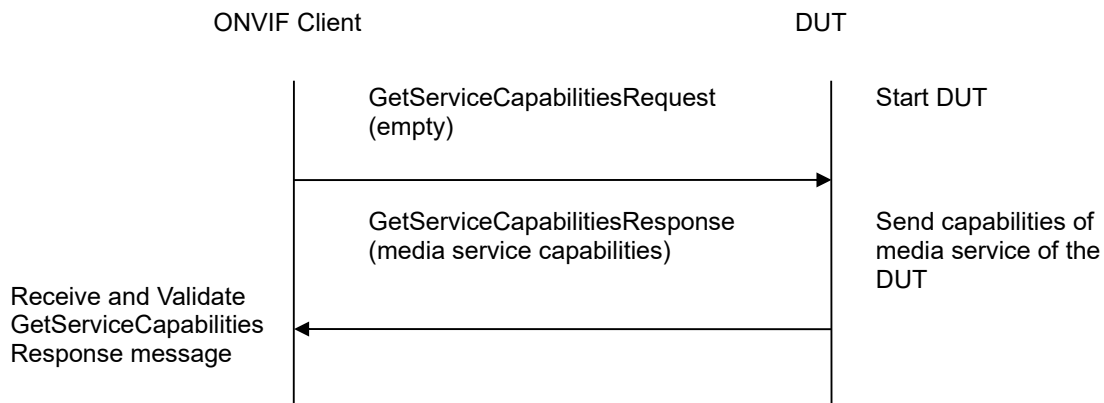 ONVIF Client
DUT
GetServiceCapabilitiesRequest
(empty)
Start DUT
GetServiceCapabilitiesResponse
(media service capabilities)
Send capabilities of
media service of the
DUT
Receive and Validate
GetServiceCapabilities
Response message